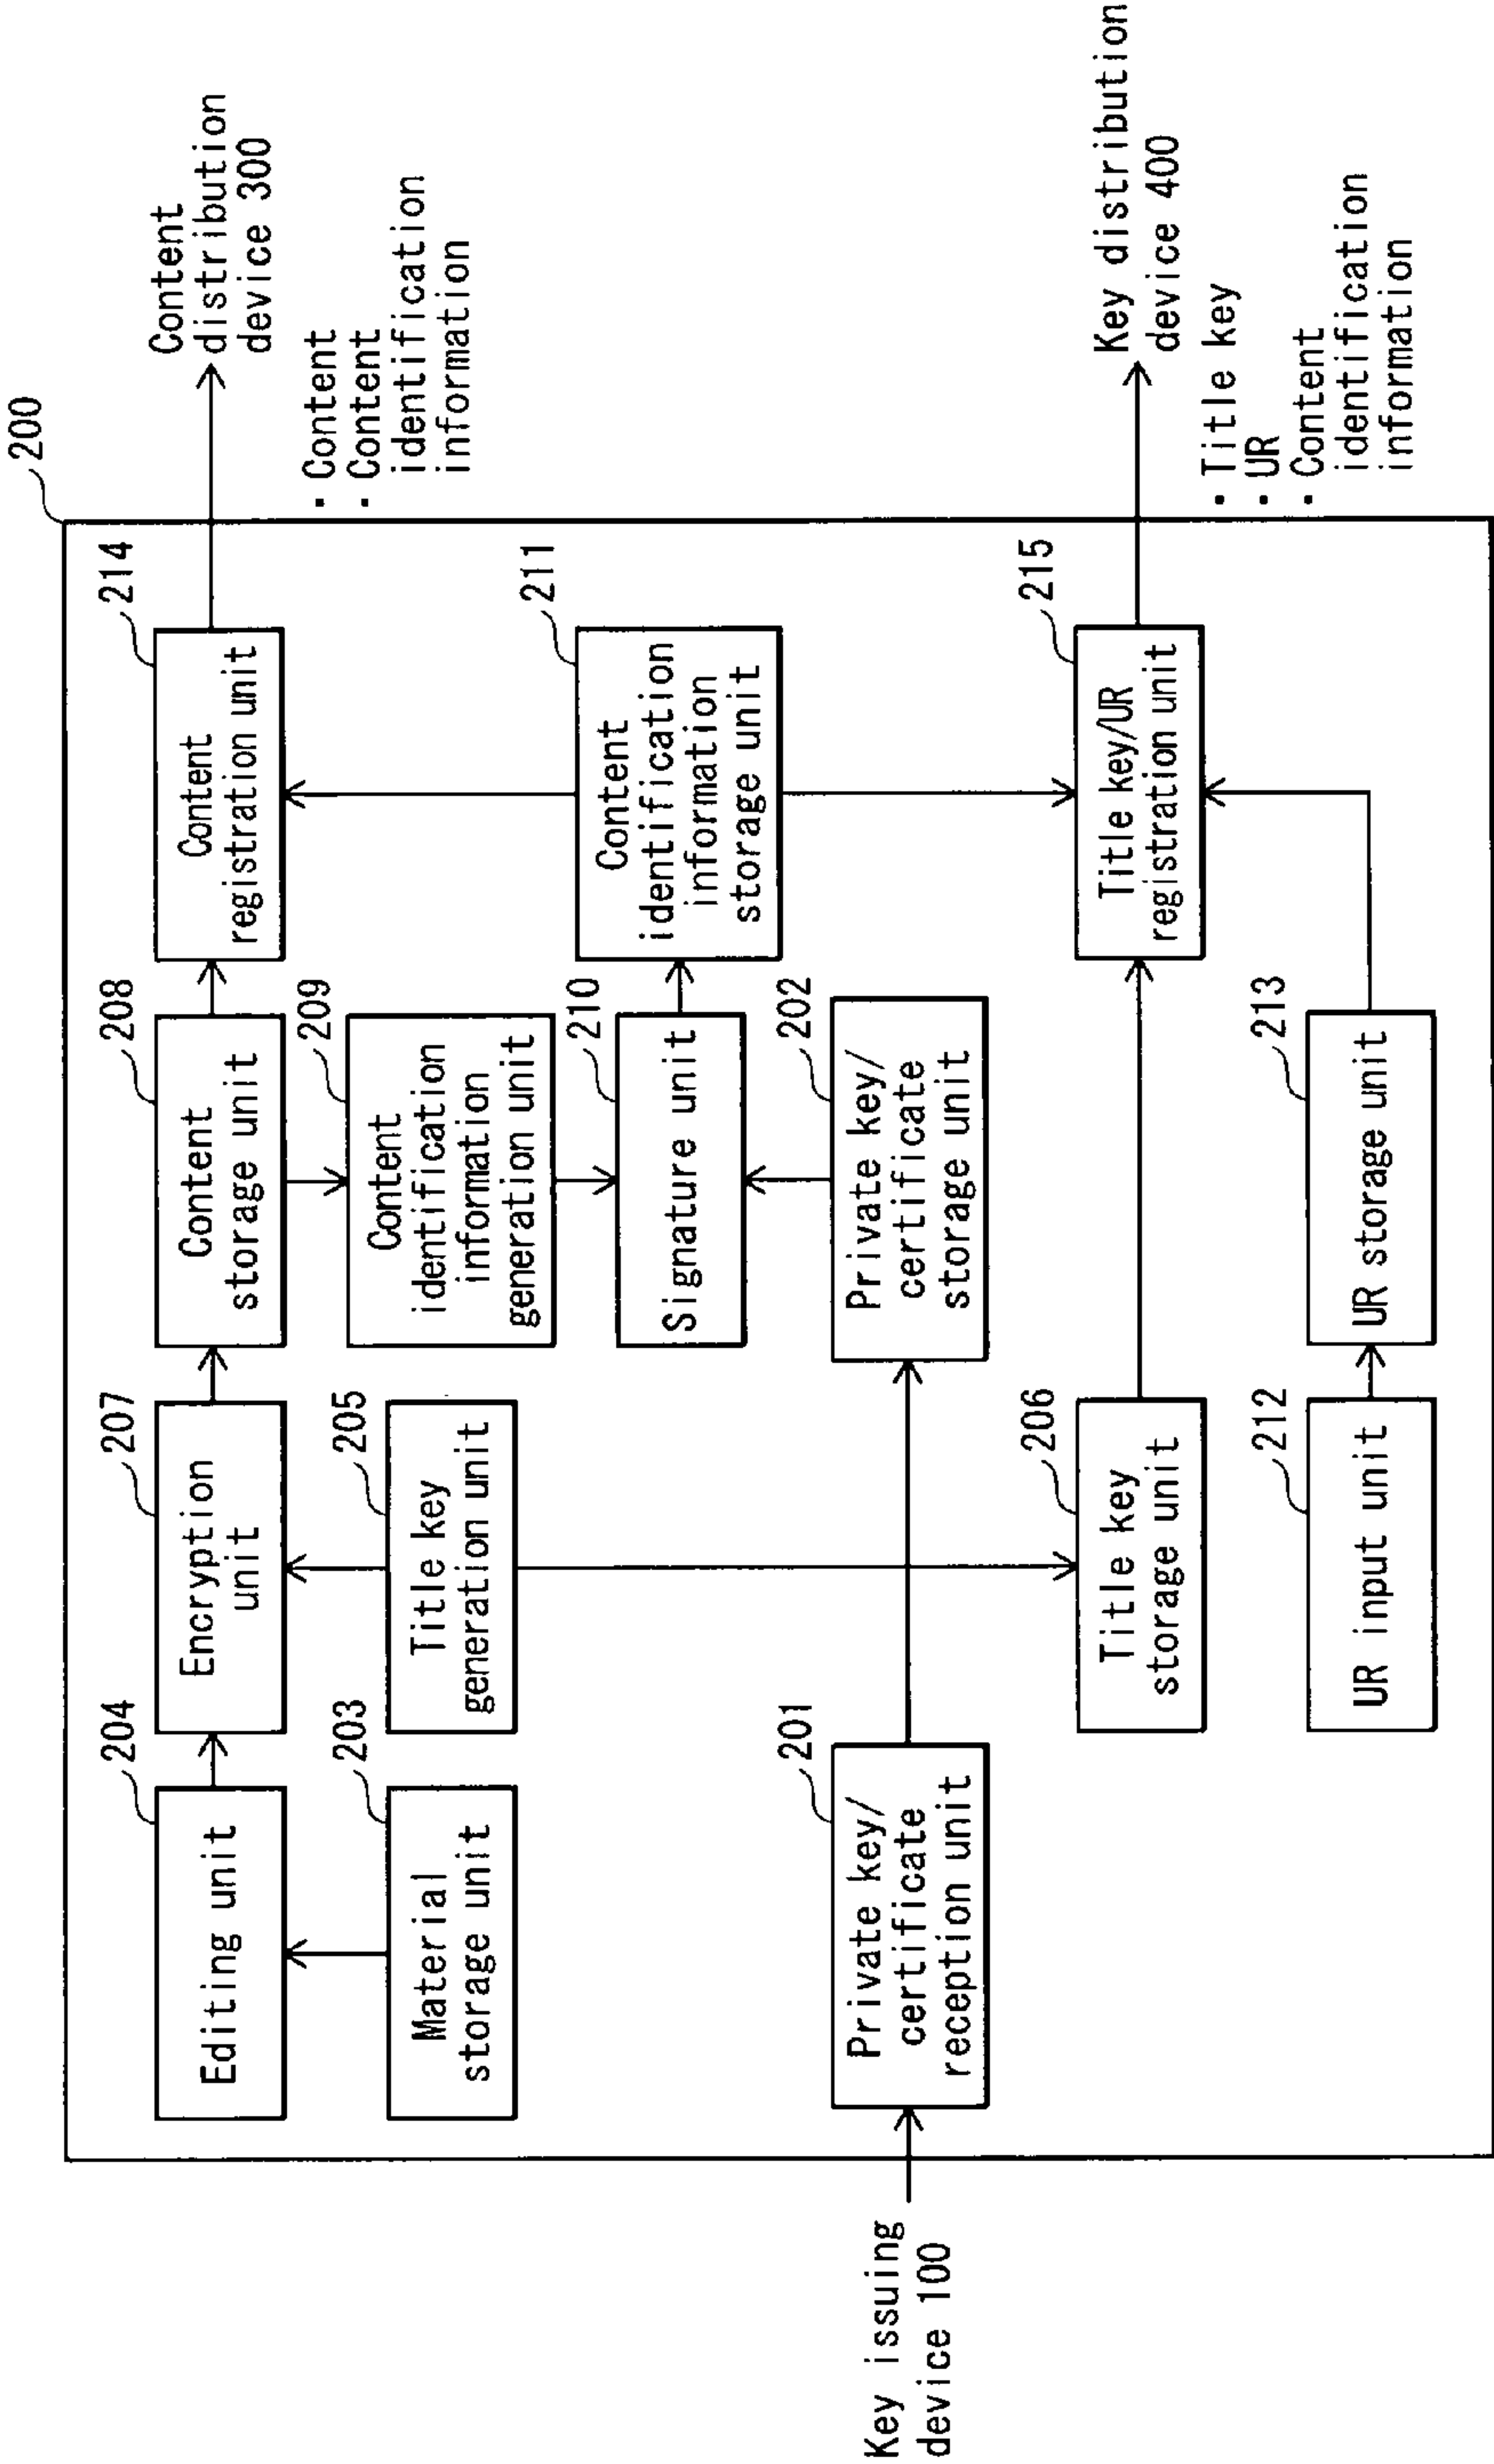 200
204
Editing unit
207
Encryption
unit
208
Content
storage unit
214
Content
registration unit
Content
distribution
device 300
· Content
· Content
identification
information
203
Material
storage unit
205
Title key
generation unit
209
Content
identification
information
generation unit
210
Signature unit
211
Content
identification
information
storage unit
Key issuing
device 100
201
Private key/
certificate
reception unit
202
Private key/
certificate
storage unit
206
Title key
storage unit
215
Title key/UR
registration unit
Key distribution
device 400
· Title key
· UR
· Content
identification
information
212
UR input unit
213
UR storage unit